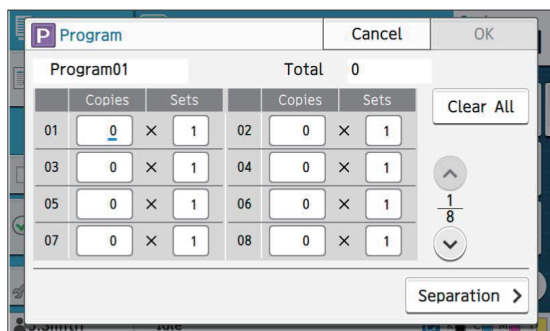 P Program Cancel OK
Program01 Total 0
Copies Sets Copies Sets Clear All
01 0 × 1 02 0 × 1
03 0 × 1 04 0 × 1
05 0 × 1 06 0 × 1
1
8
07 0 × 1 08 0 × 1
Separation >
J.Smith Idle